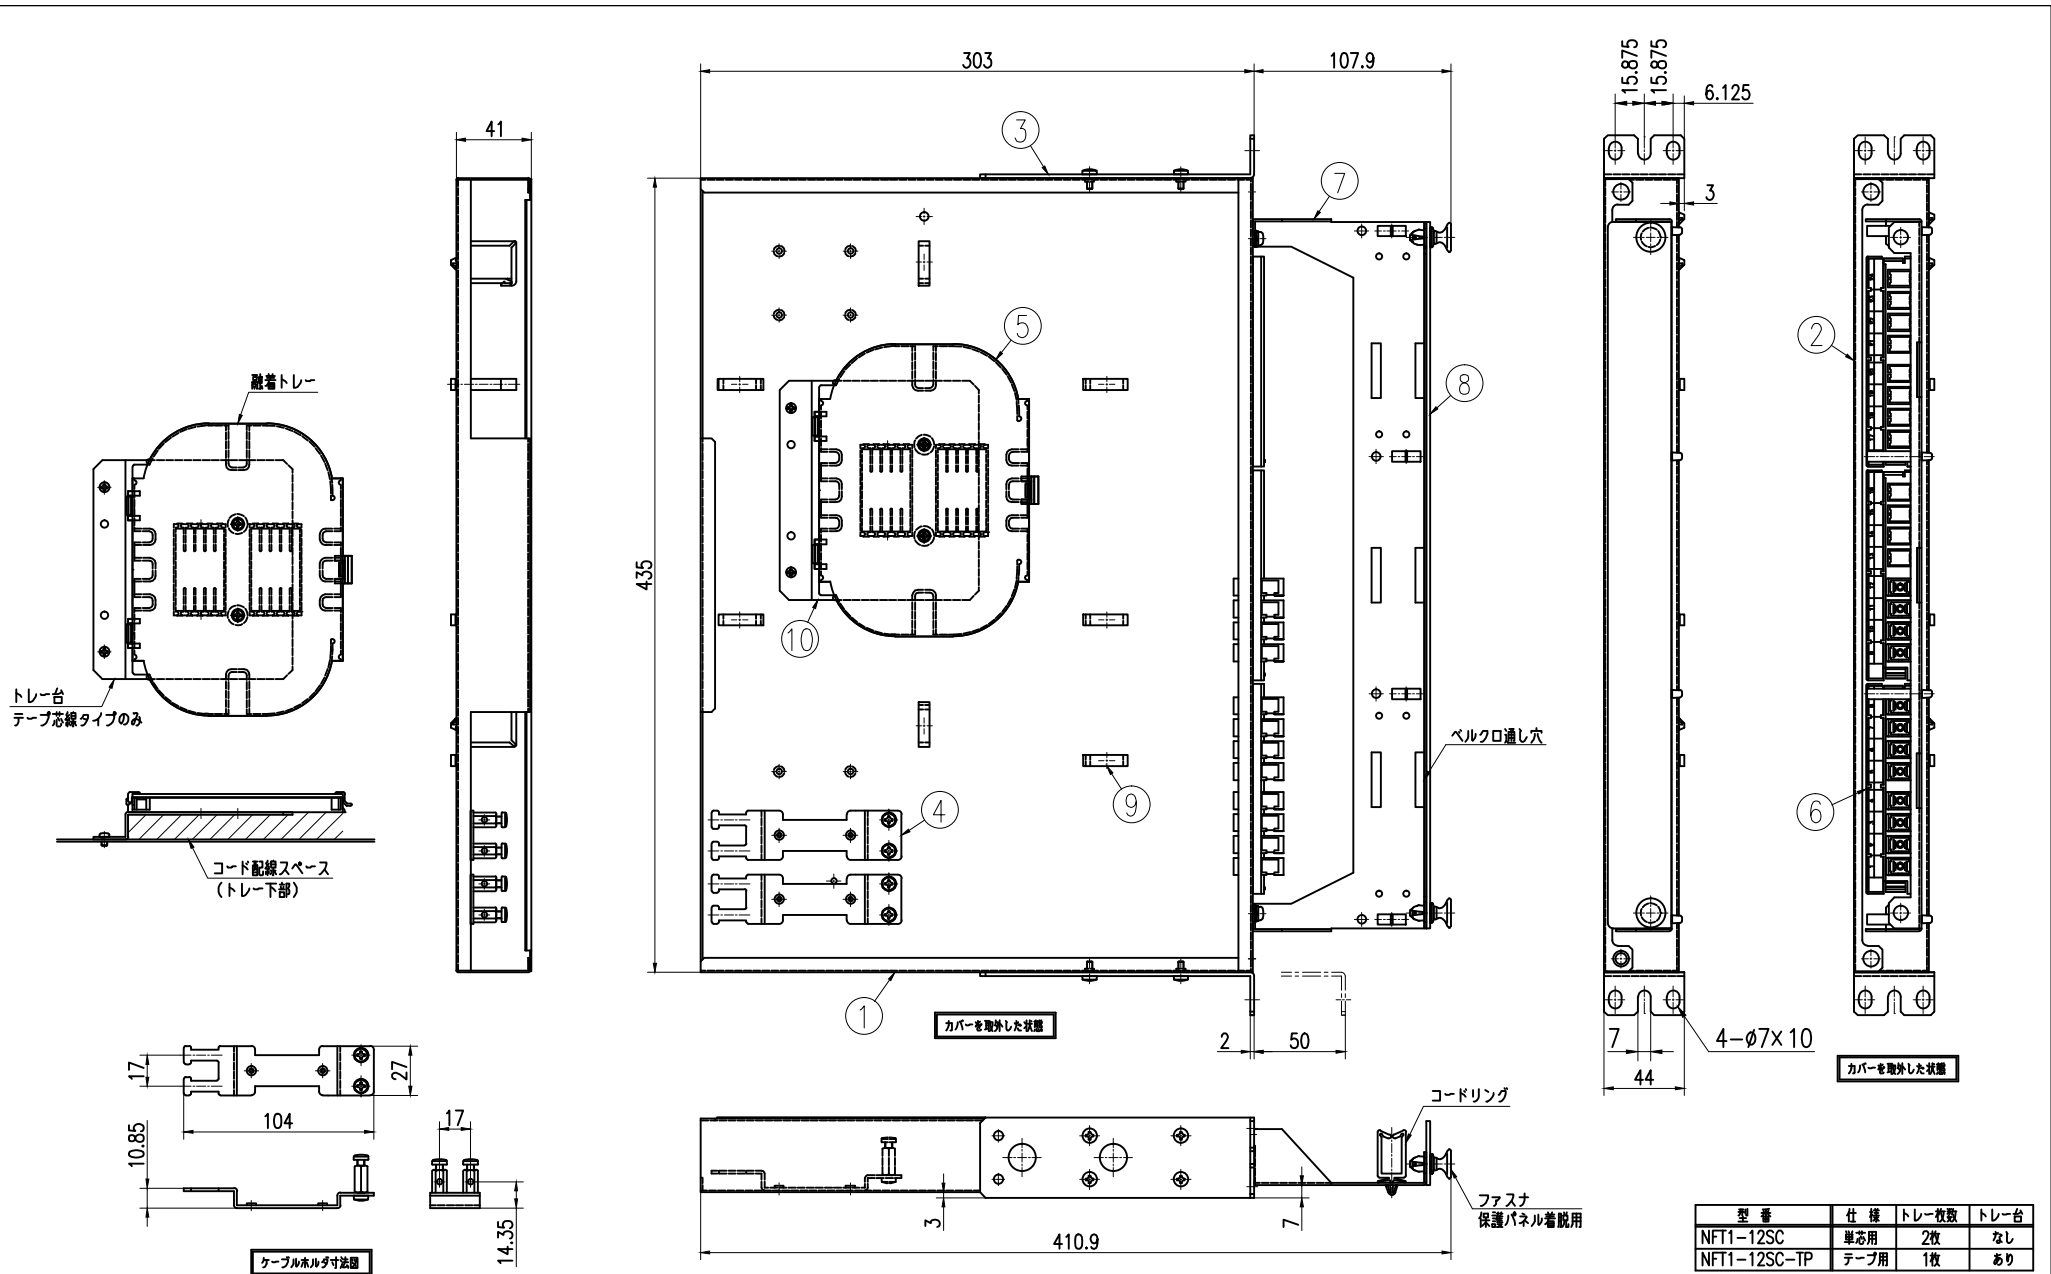 303
107.9
15.875
15.875
6.125
41
3
3
7
5
2
8
融着トレー
435
10
トレー台
テープ芯線タイプのみ
ベルクロ通し穴
9
4
6
コード配線スペース
(トレー下部)
1
カバーを取外した状態
2
50
7
4-φ7×10
44
カバーを取外した状態
17
27
104
10.85
17
14.35
ケーブルホルダ寸法図
コードリング
3
7
ファスナ
保護パネル着脱用
410.9
型番 仕様 トレー枚数 トレー台
NFT1-12SC 単芯用 2枚 なし
NFT1-12SC-TP テープ用 1枚 あり